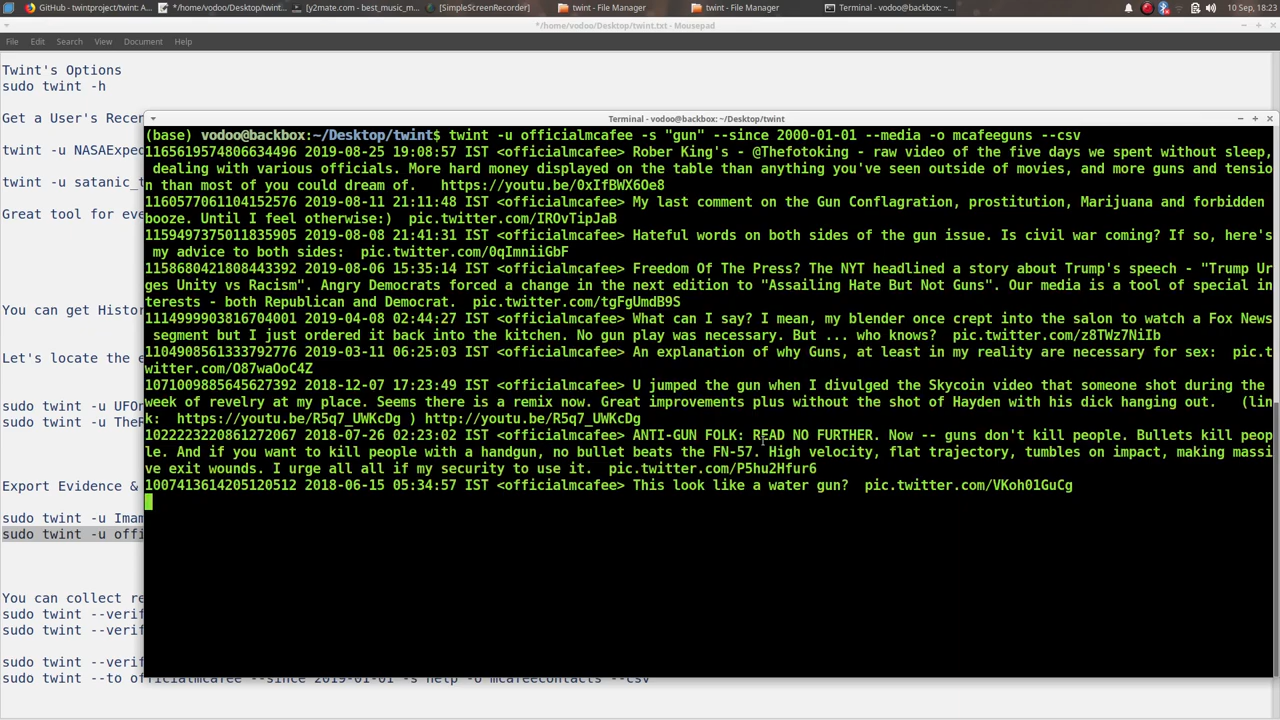 GitHub - twintproject/twint: A...
*/home/vodoo/Desktop/twint...
[y2mate.com - best_music_m...
[SimpleScreenRecorder]
twint - File Manager
twint - File Manager
Terminal - vodoo@backbox: ~...
10 Sep, 18:23
*/home/vodoo/Desktop/twint.txt - Mousepad
File Edit Search View Document Help
Twint's Options
sudo twint -h
Get a User's Recen
twint -u NASAExped
twint -u satanic_t
Great tool for eve
You can get Histor
Let's locate the e
sudo twint -u UFOn
sudo twint -u TheR
Export Evidence &
sudo twint -u Imam
sudo twint -u offi
You can collect re
sudo twint --verif
sudo twint --verif
sudo twint --verif
sudo twint --to officialmcafee --since 2019-01-01 -s help -o mcafeecontacts --csv
Terminal - vodoo@backbox: ~/Desktop/twint
(base) vodoo@backbox:~/Desktop/twint$ twint -u officialmcafee -s "gun" --since 2000-01-01 --media -o mcafeeguns --csv
1165619574806634496 2019-08-25 19:08:57 IST <officialmcafee> Rober King's - @Thefotoking - raw video of the five days we spent without sleep,
dealing with various officials. More hard money displayed on the table than anything you've seen outside of movies, and more guns and tensio
n than most of you could dream of.   https://youtu.be/0xIfBWX6Oe8
1160577061104152576 2019-08-11 21:11:48 IST <officialmcafee> My last comment on the Gun Conflagration, prostitution, Marijuana and forbidden
booze. Until I feel otherwise:)  pic.twitter.com/IROvTipJaB
1159497375011835905 2019-08-08 21:41:31 IST <officialmcafee> Hateful words on both sides of the gun issue. Is civil war coming? If so, here's
my advice to both sides:  pic.twitter.com/0qImniiGbF
1158680421808443392 2019-08-06 15:35:14 IST <officialmcafee> Freedom Of The Press? The NYT headlined a story about Trump's speech - "Trump Ur
ges Unity vs Racism". Angry Democrats forced a change in the next edition to "Assailing Hate But Not Guns". Our media is a tool of special in
terests - both Republican and Democrat.  pic.twitter.com/tgFgUmdB9S
1114999903816704001 2019-04-08 02:44:27 IST <officialmcafee> What can I say? I mean, my blender once crept into the salon to watch a Fox News
segment but I just ordered it back into the kitchen. No gun play was necessary. But ... who knows?  pic.twitter.com/z8TWz7NiIb
1104908561333792776 2019-03-11 06:25:03 IST <officialmcafee> An explanation of why Guns, at least in my reality are necessary for sex:  pic.t
witter.com/O87waOoC4Z
1071009885645627392 2018-12-07 17:23:49 IST <officialmcafee> U jumped the gun when I divulged the Skycoin video that someone shot during the
week of revelry at my place. Seems there is a remix now. Great improvements plus without the shot of Hayden with his dick hanging out.   (lin
k:  https://youtu.be/R5q7_UWKcDg ) http://youtu.be/R5q7_UWKcDg
1022223220861272067 2018-07-26 02:23:02 IST <officialmcafee> ANTI-GUN FOLK: READ NO FURTHER. Now -- guns don't kill people. Bullets kill peop
le. And if you want to kill people with a handgun, no bullet beats the FN-57. High velocity, flat trajectory, tumbles on impact, making massi
ve exit wounds. I urge all all if my security to use it.  pic.twitter.com/P5hu2Hfur6
1007413614205120512 2018-06-15 05:34:57 IST <officialmcafee> This look like a water gun?  pic.twitter.com/VKoh01GuCg